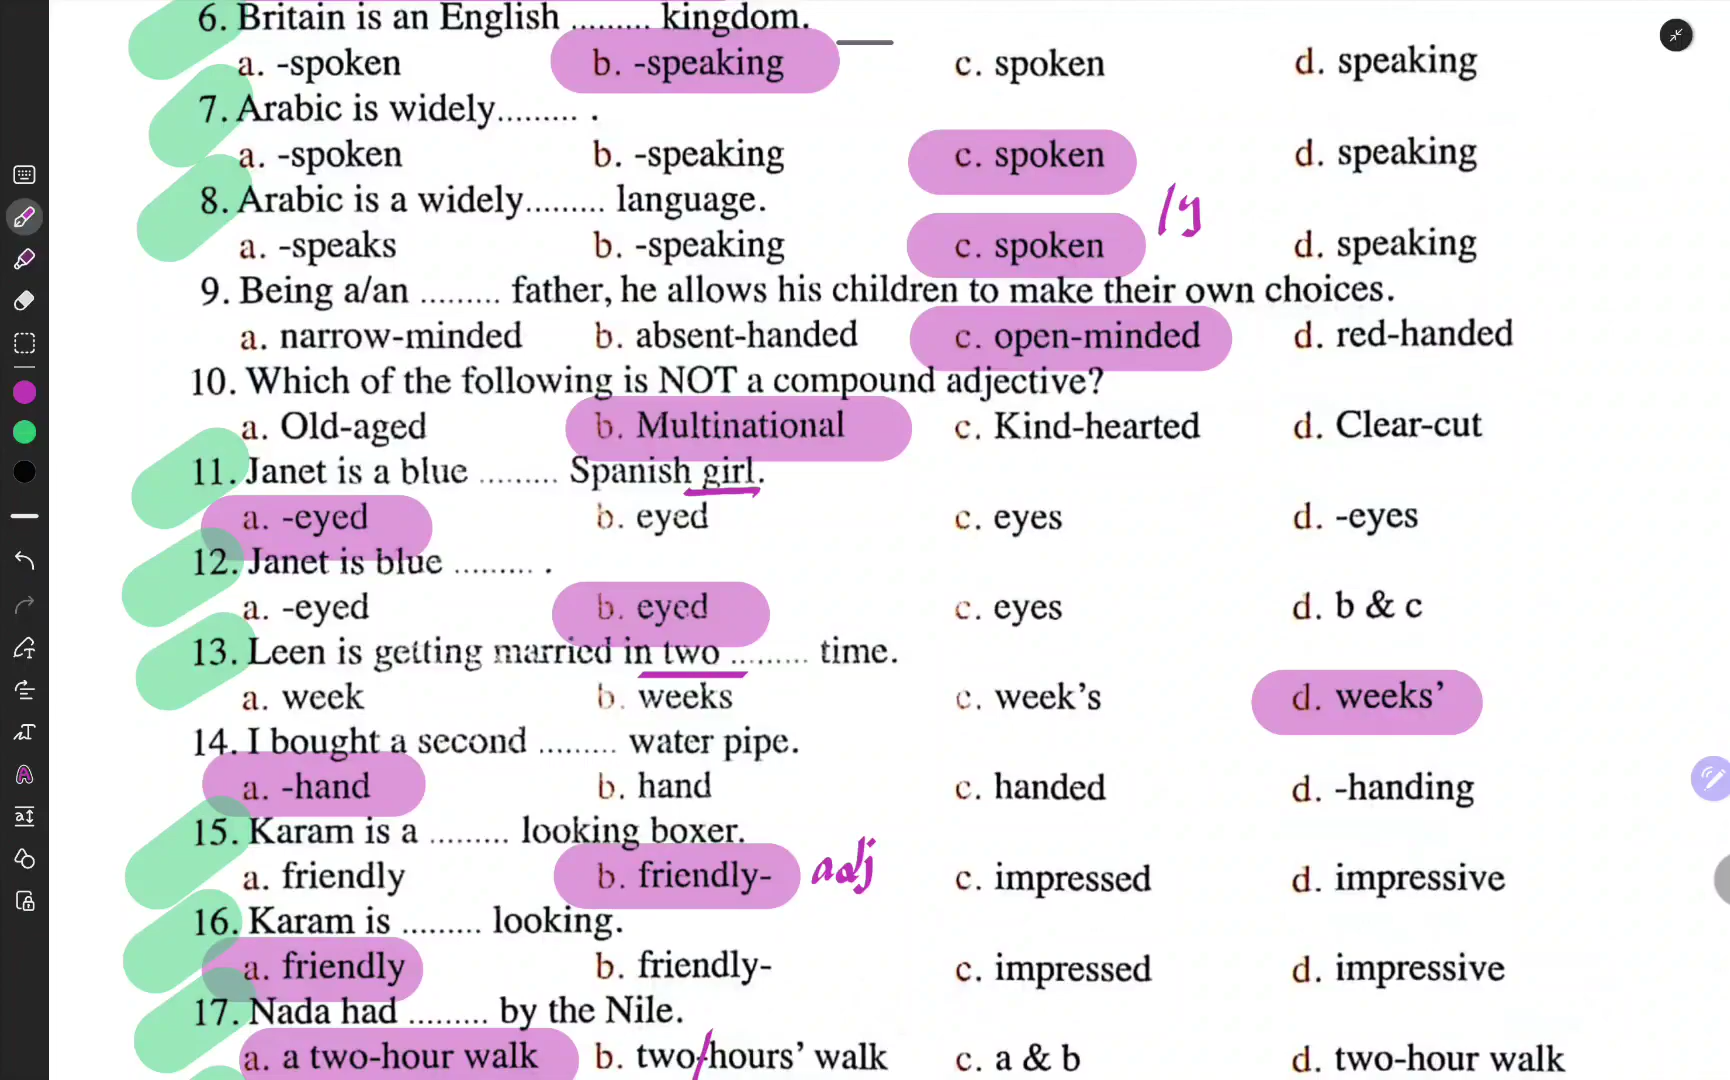 6. Britain is an English ......... kingdom.
a. -spoken b. -speaking c. spoken d. speaking
7. Arabic is widely......... .
a. -spoken b. -speaking c. spoken d. speaking
8. Arabic is a widely......... language.
/y
a. -speaks b. -speaking c. spoken d. speaking
9. Being a/an ......... father, he allows his children to make their own choices.
a. narrow-minded b. absent-handed c. open-minded d. red-handed
10. Which of the following is NOT a compound adjective?
a. Old-aged b. Multinational c. Kind-hearted d. Clear-cut
11. Janet is a blue ......... Spanish girl.
a. -eyed b. eyed c. eyes d. -eyes
12. Janet is blue ......... .
a. -eyed b. eyed c. eyes d. b & c
13. Leen is getting married in two ......... time.
a. week b. weeks c. week's d. weeks'
14. I bought a second ......... water pipe.
a. -hand b. hand c. handed d. -handing
15. Karam is a ......... looking boxer.
a. friendly b. friendly- adj c. impressed d. impressive
16. Karam is ......... looking.
a. friendly b. friendly- c. impressed d. impressive
17. Nada had ......... by the Nile.
a. a two-hour walk b. two-hours' walk c. a & b d. two-hour walk